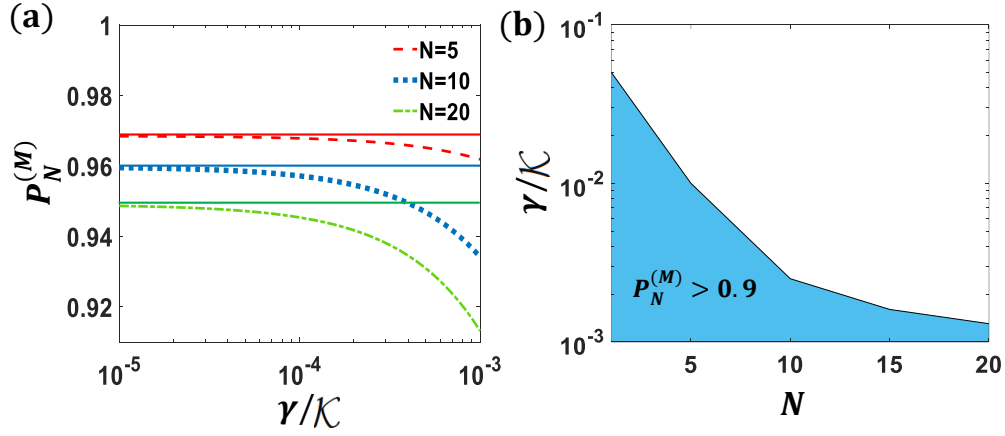 (a)
1
0.98
0.96
0.94
0.92
P_N^(M)
N=5
N=10
N=20
10^-5
10^-4
10^-3
γ/𝒦
(b)
10^-1
10^-2
10^-3
γ/𝒦
P_N^(M) > 0.9
5
10
15
20
N